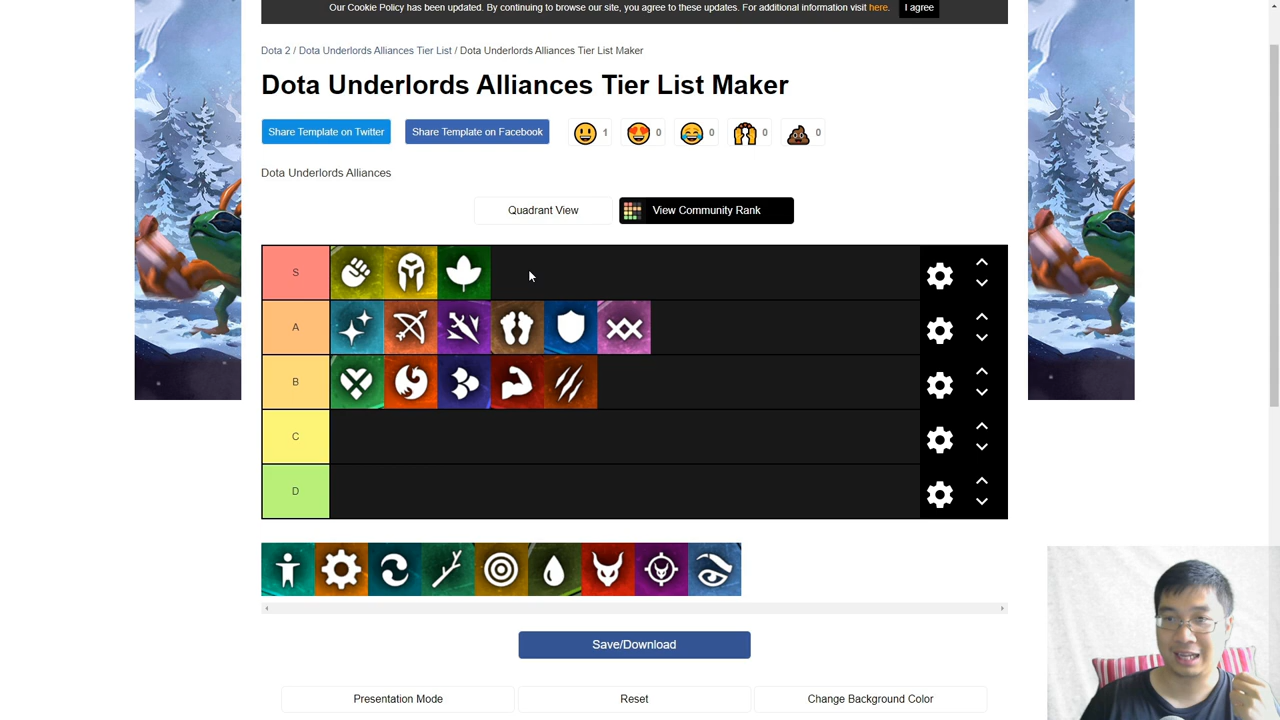 Our Cookie Policy has been updated. By continuing to browse our site, you agree to these updates. For additional information visit here. I agree
Dota 2 / Dota Underlords Alliances Tier List / Dota Underlords Alliances Tier List Maker
Dota Underlords Alliances Tier List Maker
Share Template on Twitter Share Template on Facebook 1 0 0 0 0
Dota Underlords Alliances
Quadrant View View Community Rank
S
A
B
C
D
Save/Download
Presentation Mode Reset Change Background Color